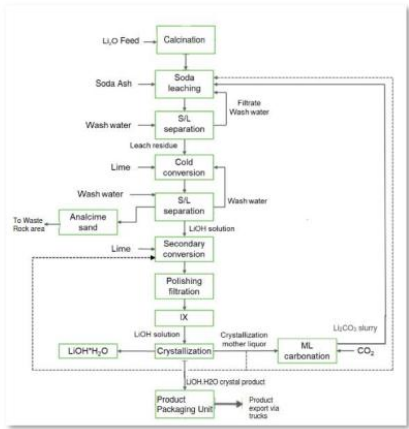 Li₂O Feed
Calcination
Soda Ash
Soda
leaching
Filtrate
Wash water
Wash water
S/L
separation
Leach residue
Lime
Cold
conversion
Wash water
S/L
separation
Wash water
To Waste
Rock area
Analcime
sand
LiOH solution
Lime
Secondary
conversion
Polishing
filtration
IX
LiOH solution
Crystallization
mother liquor
Li₂CO₃ slurry
LiOH*H₂O
Crystallization
ML
carbonation
CO₂
LiOH.H2O crystal product
Product
Packaging Unit
Product
export via
trucks